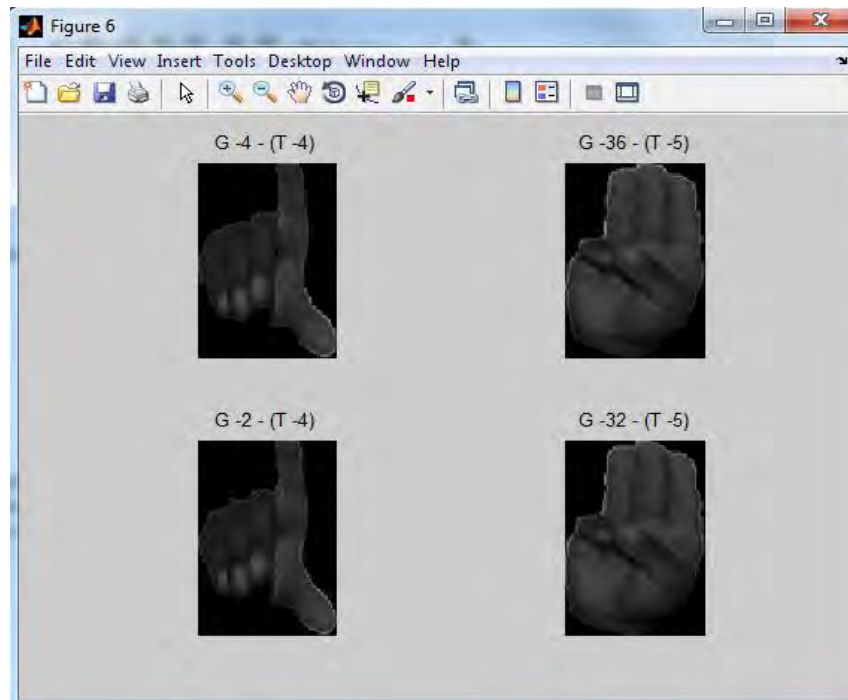 Figure 6
File Edit View Insert Tools Desktop Window Help
G -4 - (T -4)
G -36 - (T -5)
G -2 - (T -4)
G -32 - (T -5)